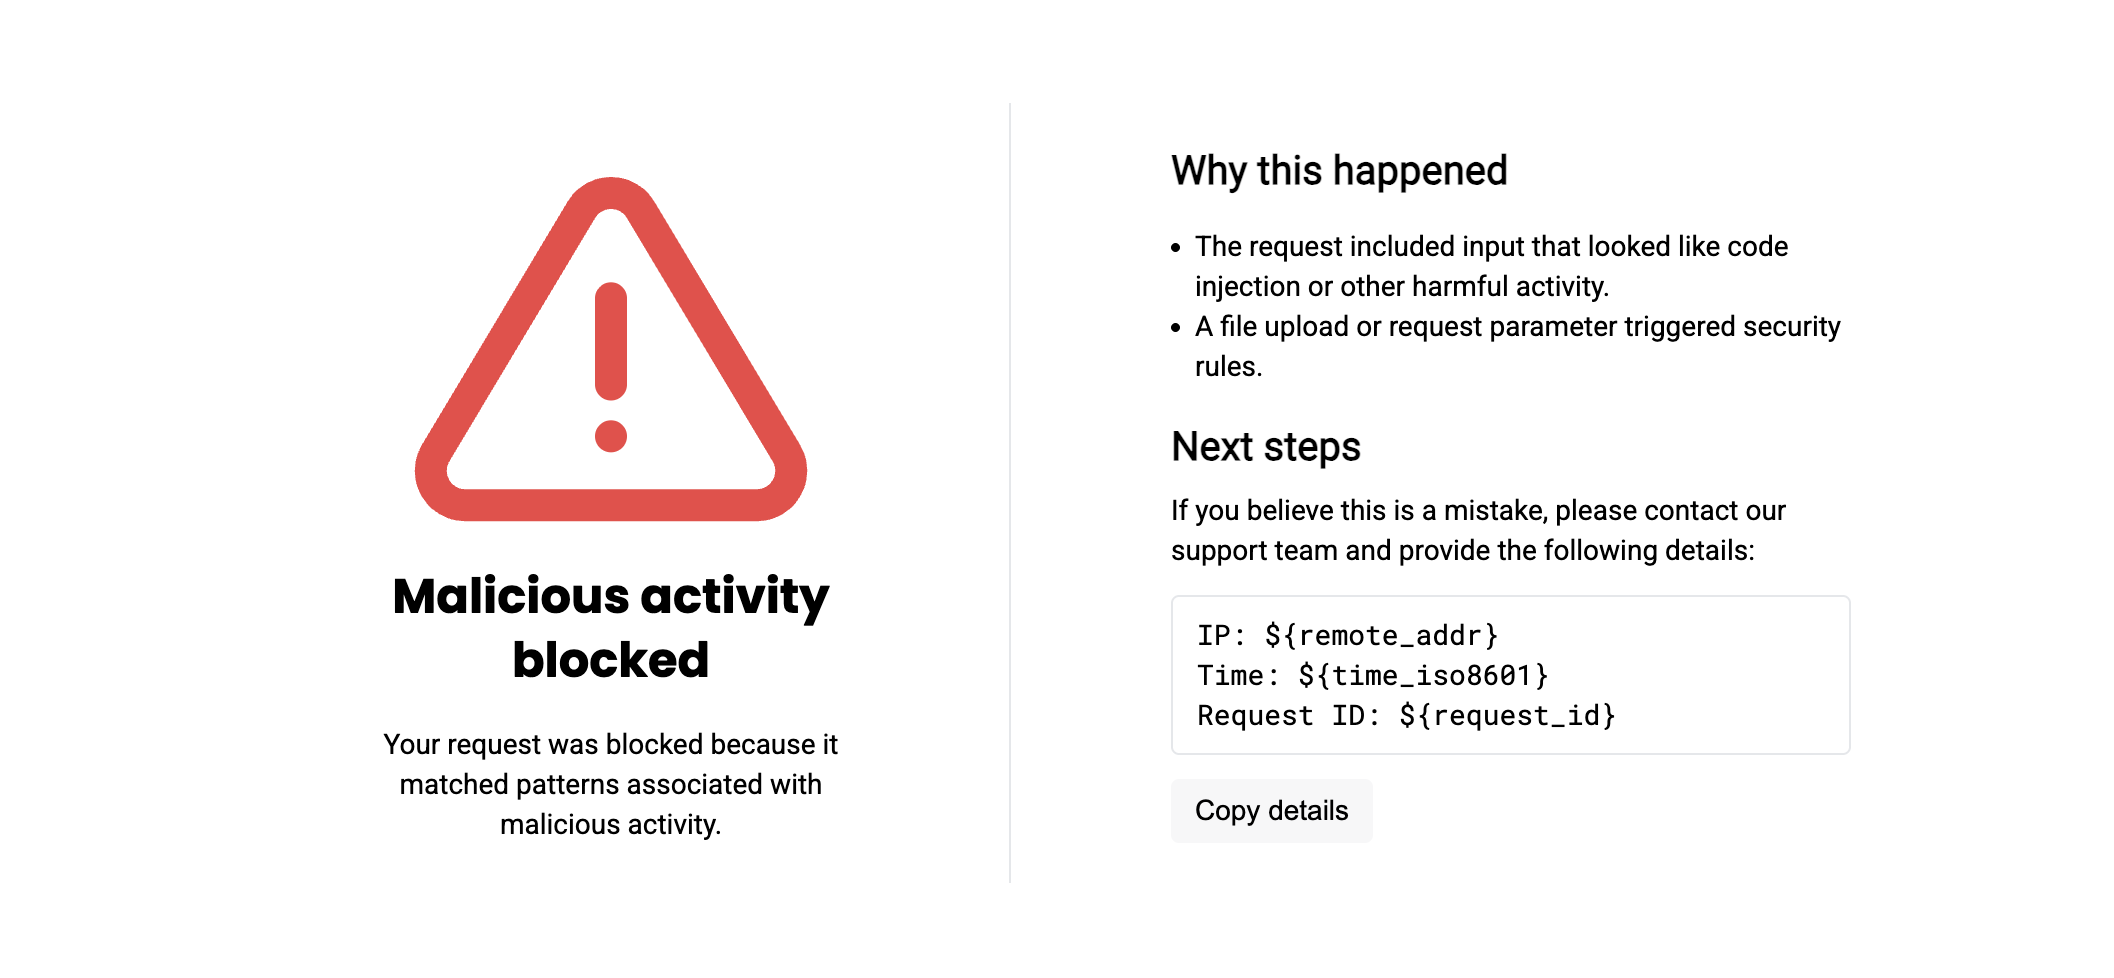 Malicious activity
blocked
Your request was blocked because it
matched patterns associated with
malicious activity.
Why this happened
• The request included input that looked like code
injection or other harmful activity.
• A file upload or request parameter triggered security
rules.
Next steps
If you believe this is a mistake, please contact our
support team and provide the following details:
IP: ${remote_addr}
Time: ${time_iso8601}
Request ID: ${request_id}
Copy details